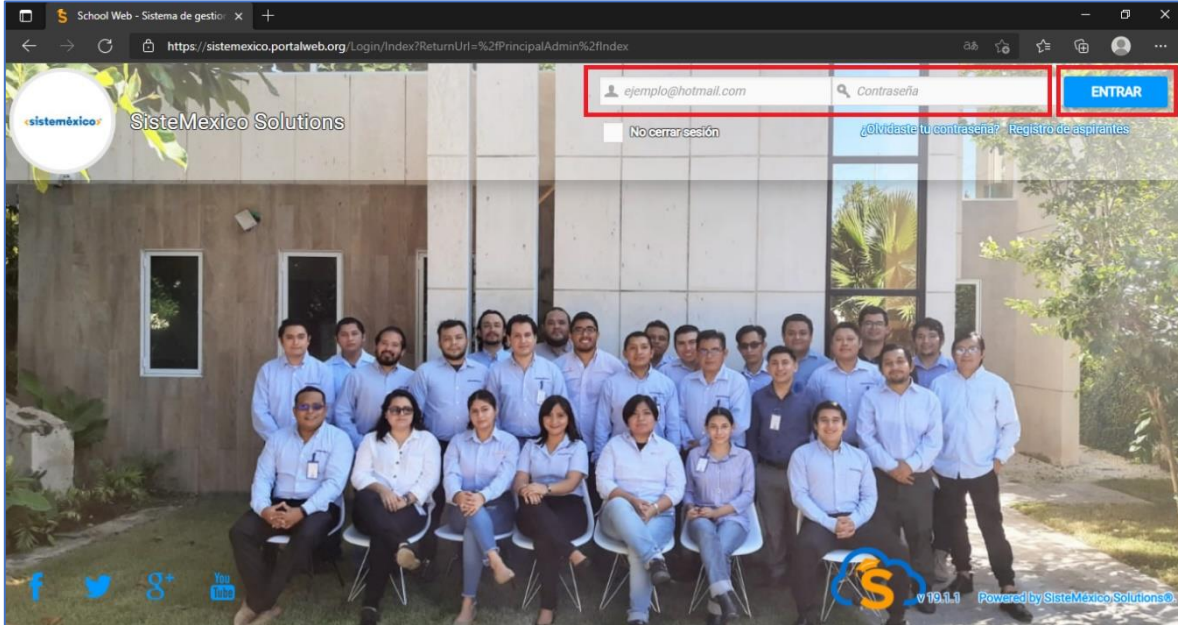 School Web - Sistema de gestion
https://sistemexico.portalweb.org/Login/Index?ReturnUrl=%2fPrincipalAdmin%2fIndex
sisteméxico
SisteMexico Solutions
ejemplo@hotmail.com
Contraseña
ENTRAR
No cerrar sesión
¿Olvidaste tu contraseña?
Registro de aspirantes
f
8+
You
Tube
S
v 19.1.1
Powered by SisteMéxico Solutions®